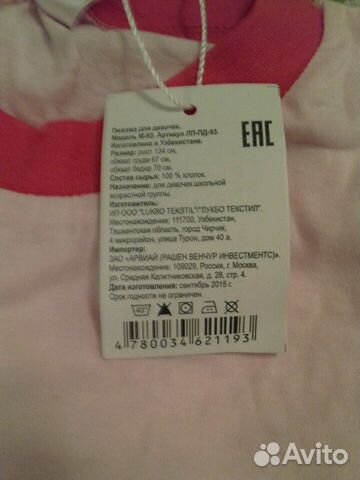 Пижама для девочек.
Модель М-93. Артикул ЛП-ПД-93.
Изготовлено в Узбекистане.
Размер: рост 134 см,
обхват груди 67 см,
обхват бедер 70 см.
Состав сырья: 100 % хлопок.
Назначение: для девочек школьной
возрастной группы.
Изготовитель:
ИП ООО "LUKBO TEKSTIL"/"ЛУКБО ТЕКСТИЛ".
Местонахождение: 111700, Узбекистан,
Ташкентская область, город Чирчик,
4 микрорайон, улица Турон, дом 40 а.
Импортер:
ЗАО «АРВИАЙ (РАШЕН ВЕНЧУР ИНВЕСТМЕНТС)».
Местонахождение: 109029, Россия, г. Москва,
ул. Средняя Калитниковская, д. 28, стр. 4.
Дата изготовления: сентябрь 2015 г.
Срок годности не ограничен.
EAC
40°
4 780034 621193
Avito